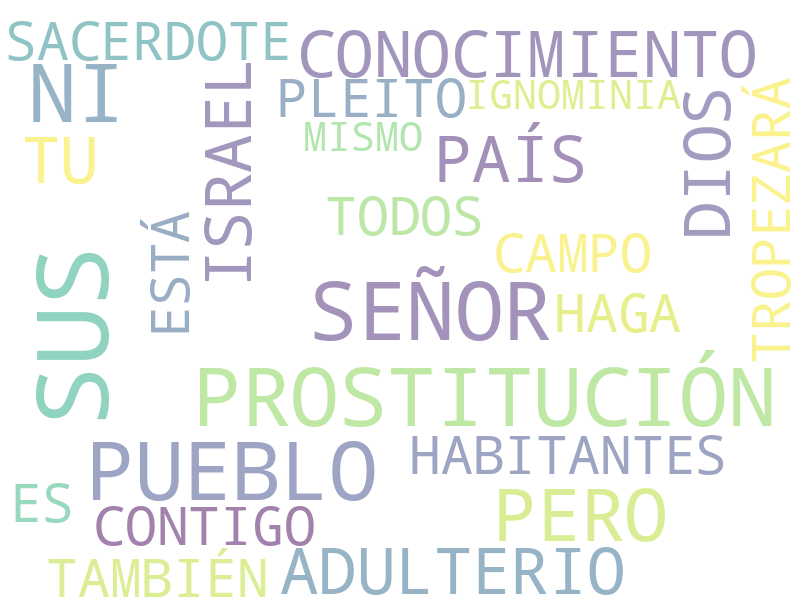 SACERDOTE
CONOCIMIENTO
NI
ISRAEL
PLEITO
IGNOMINIA
TROPEZARÁ
DIOS
MISMO
TU
PAÍS
TODOS
ESTÁ
CAMPO
SUS
SEÑOR
HAGA
PROSTITUCIÓN
PUEBLO
HABITANTES
ES
PERO
CONTIGO
TAMBIÉN
ADULTERIO